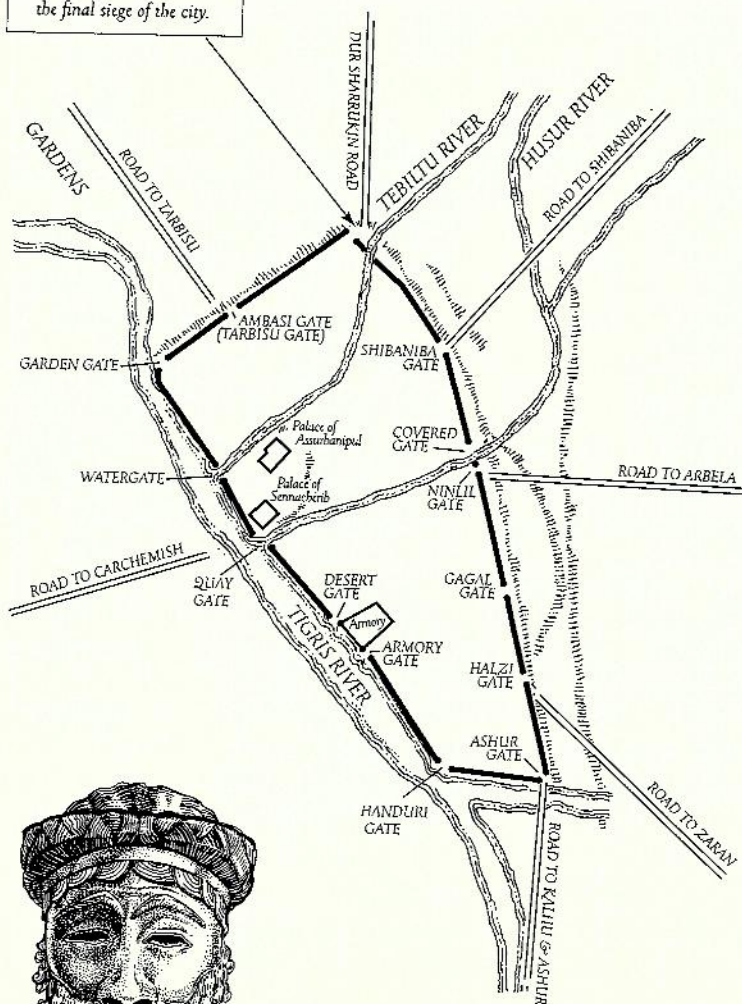 the final siege of the city.
DUR SHARRUKIN ROAD
TEBILTU RIVER
HUSUR RIVER
ROAD TO SHIBANIBA
GARDENS
ROAD TO TARBISU
AMBASI GATE
(TARBISU GATE)
GARDEN GATE
SHIBANIBA
GATE
Palace of
Assurbanipul
COVERED
GATE
WATERGATE
Palace of
Sennacherib
NINLIL
GATE
ROAD TO ARBELA
ROAD TO CARCHEMISH
QUAY
GATE
DESERT
GATE
GAGAL
GATE
Armory
TIGRIS RIVER
ARMORY
GATE
HALZI
GATE
ASHUR
GATE
HANDURI
GATE
ROAD TO ZARAN
ROAD TO KALHU & ASHUR